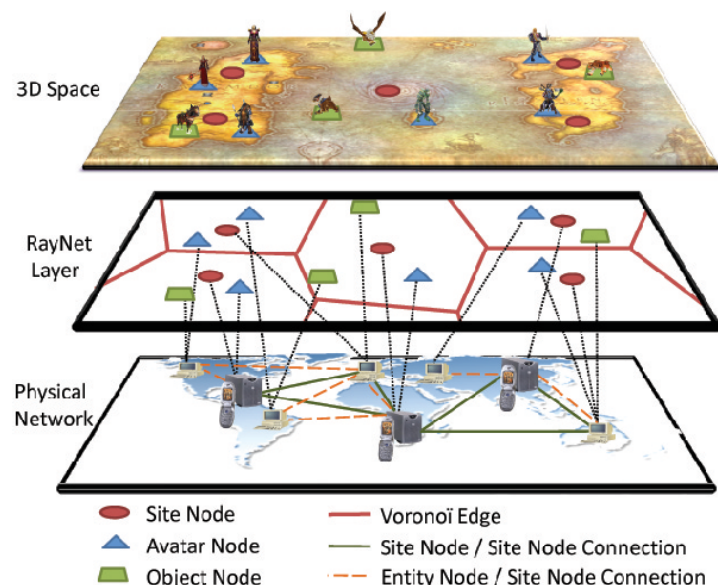 3D Space
RayNet
Layer
Physical
Network
Site Node
Voronoï Edge
Avatar Node
Site Node / Site Node Connection
Object Node
Entity Node / Site Node Connection